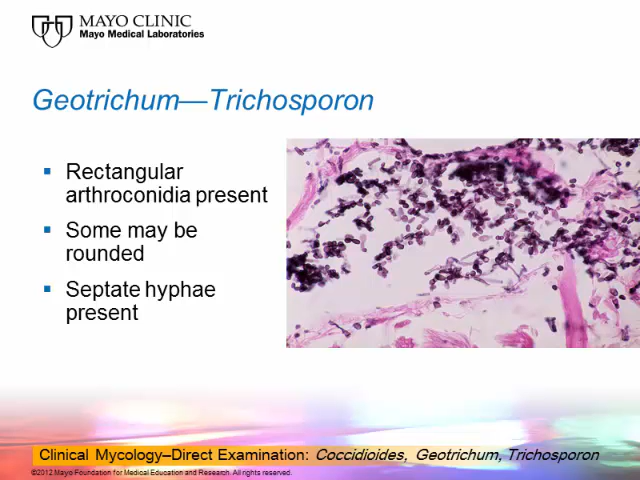 MAYO CLINIC
Mayo Medical Laboratories
Geotrichum—Trichosporon
▪ Rectangular
arthroconidia present
▪ Some may be
rounded
▪ Septate hyphae
present
Clinical Mycology–Direct Examination: Coccidioides, Geotrichum, Trichosporon
©2012 Mayo Foundation for Medical Education and Research. All rights reserved.